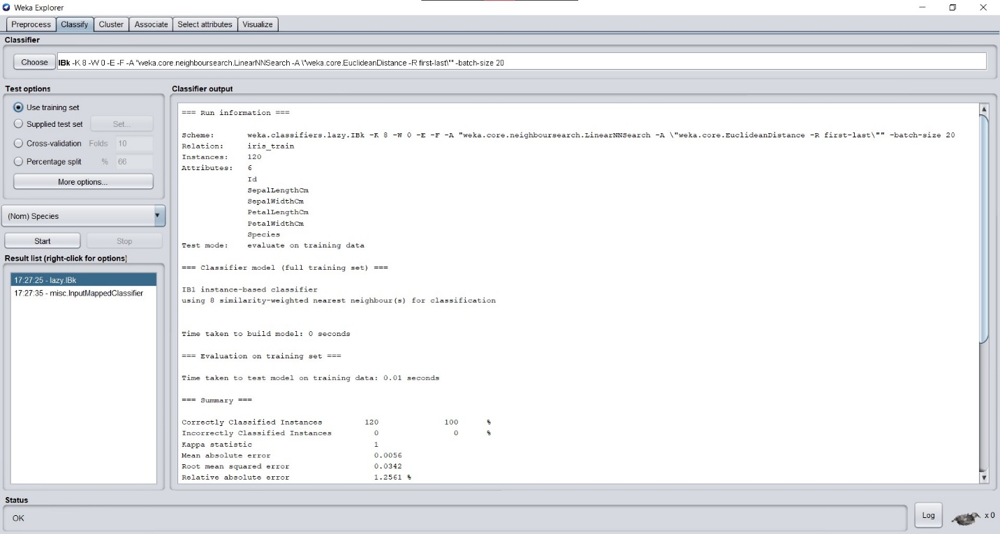 Weka Explorer
Preprocess Classify Cluster Associate Select attributes Visualize
Classifier
Choose IBk -K 8 -W 0 -E -F -A "weka.core.neighboursearch.LinearNNSearch -A \"weka.core.EuclideanDistance -R first-last\"" -batch-size 20
Test options
Use training set
Supplied test set Set...
Cross-validation Folds 10
Percentage split % 66
More options...
(Nom) Species
Start Stop
Result list (right-click for options)
17:27:25 - lazy.IBk
17:27:35 - misc.InputMappedClassifier
Classifier output
=== Run information ===
Scheme: weka.classifiers.lazy.IBk -K 8 -W 0 -E -F -A "weka.core.neighboursearch.LinearNNSearch -A \"weka.core.EuclideanDistance -R first-last\"" -batch-size 20
Relation: iris_train
Instances: 120
Attributes: 6
Id
SepalLengthCm
SepalWidthCm
PetalLengthCm
PetalWidthCm
Species
Test mode: evaluate on training data
=== Classifier model (full training set) ===
IB1 instance-based classifier
using 8 similarity-weighted nearest neighbour(s) for classification
Time taken to build model: 0 seconds
=== Evaluation on training set ===
Time taken to test model on training data: 0.01 seconds
=== Summary ===
Correctly Classified Instances 120 100 %
Incorrectly Classified Instances 0 0 %
Kappa statistic 1
Mean absolute error 0.0056
Root mean squared error 0.0342
Relative absolute error 1.2561 %
Status
OK
Log x 0